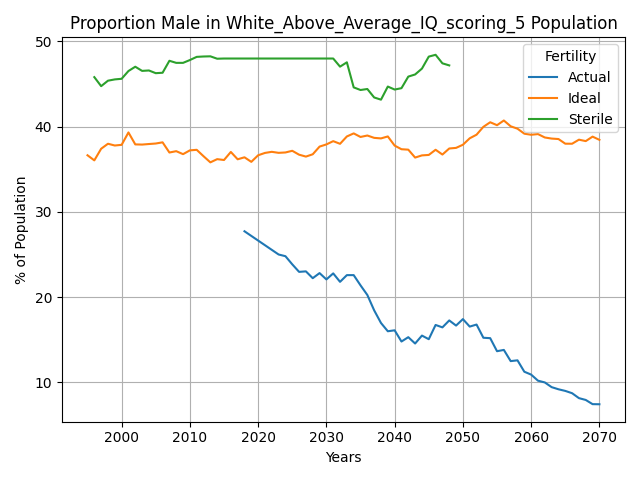 Proportion Male in White_Above_Average_IQ_scoring_5 Population
Fertility
Actual
Ideal
Sterile
% of Population
50
40
30
20
10
2000 2010 2020 2030 2040 2050 2060 2070
Years